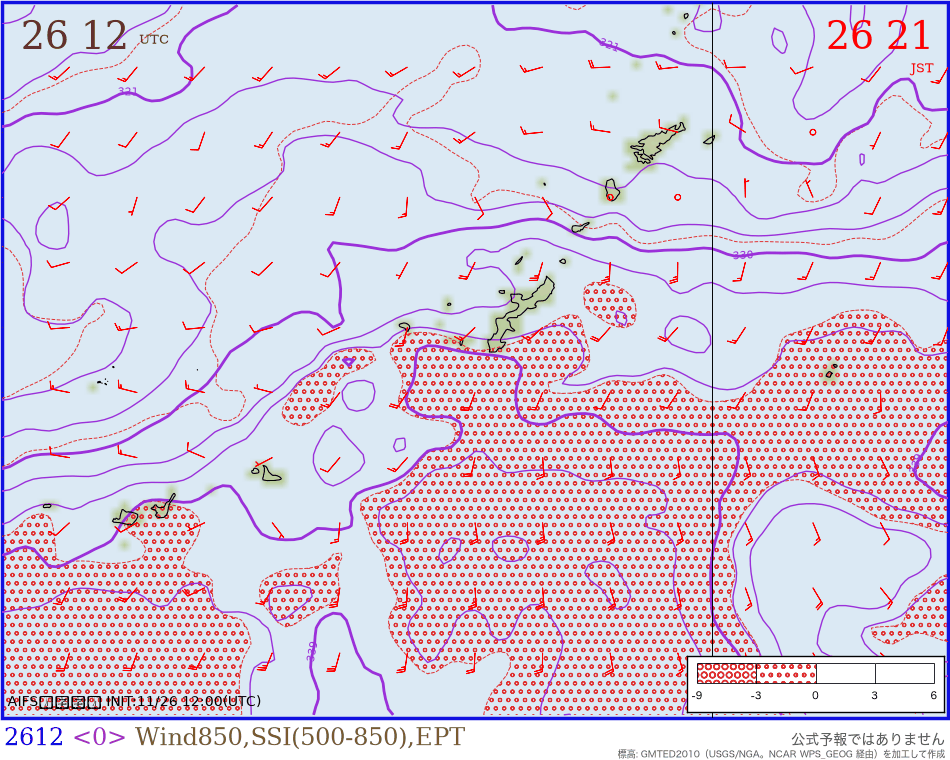 26 12 UTC
26 21
JST
321
321
330
339
AIFS INIT:11/26 12:00(UTC)
-9 -3 0 3 6
2612 <0> Wind850,SSI(500-850),EPT
公式予報ではありません
標高: GMTED2010（USGS/NGA。NCAR WPS_GEOG 経由）を加工して作成